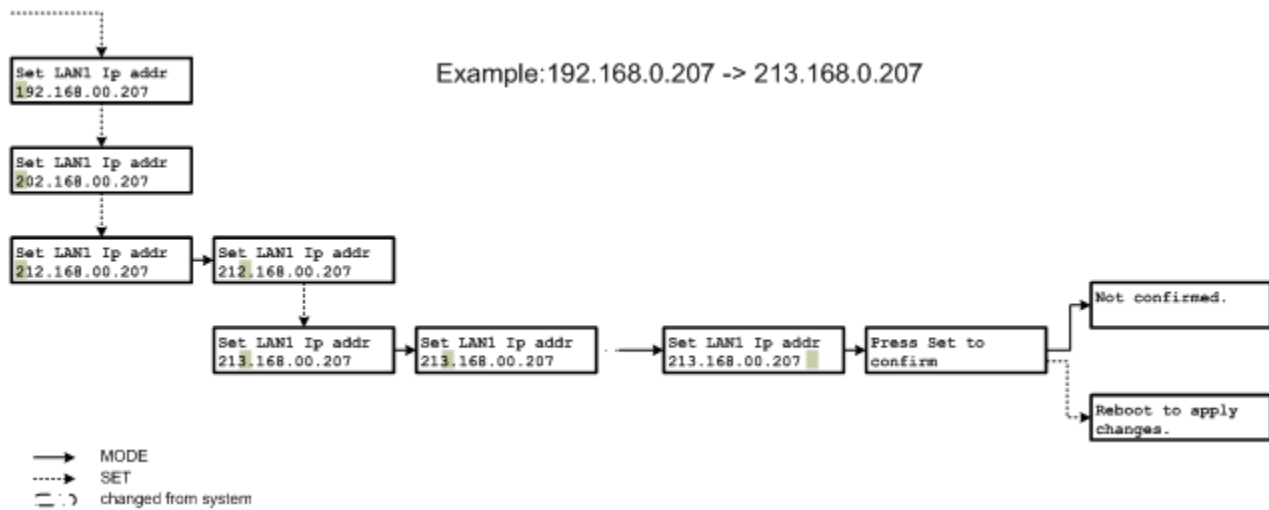 Example:192.168.0.207 -> 213.168.0.207
Set LAN1 Ip addr
192.168.00.207
Set LAN1 Ip addr
202.168.00.207
Set LAN1 Ip addr
212.168.00.207
Set LAN1 Ip addr
212.168.00.207
Set LAN1 Ip addr
213.168.00.207
Set LAN1 Ip addr
213.168.00.207
Set LAN1 Ip addr
213.168.00.207
Press Set to
confirm
Not confirmed.
Reboot to apply
changes.
MODE
SET
changed from system